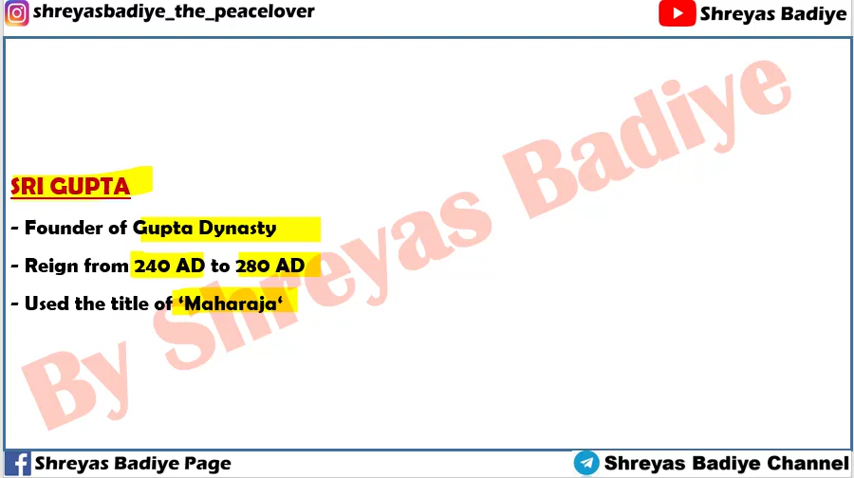 shreyasbadiye_the_peacelover
Shreyas Badiye
SRI GUPTA
- Founder of Gupta Dynasty
- Reign from 240 AD to 280 AD
- Used the title of ‘Maharaja‘
By Shreyas Badiye
Shreyas Badiye Page
Shreyas Badiye Channel